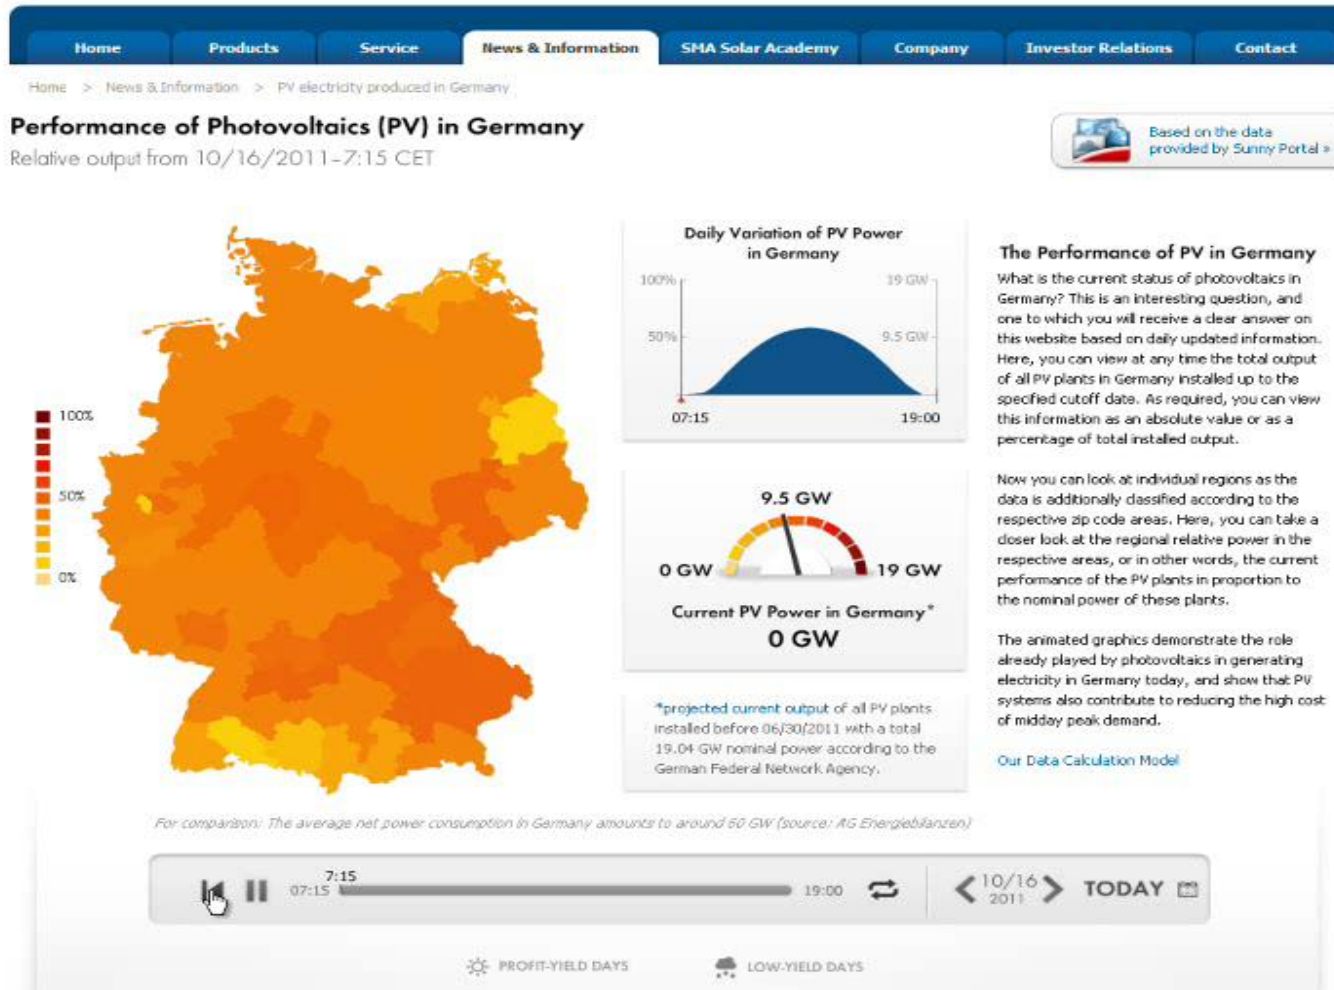 Home Products Service News & Information SMA Solar Academy Company Investor Relations Contact
Home > News & Information > PV electricity produced in Germany
Performance of Photovoltaics (PV) in Germany
Relative output from 10/16/2011-7:15 CET
Based on the data
provided by Sunny Portal »
100%
50%
0%
Daily Variation of PV Power
in Germany
100% 19 GW
50% 9.5 GW
07:15 19:00
9.5 GW
0 GW 19 GW
Current PV Power in Germany*
0 GW
*projected current output of all PV plants
installed before 06/30/2011 with a total
19.04 GW nominal power according to the
German Federal Network Agency.
The Performance of PV in Germany
What is the current status of photovoltaics in
Germany? This is an interesting question, and
one to which you will receive a clear answer on
this website based on daily updated information.
Here, you can view at any time the total output
of all PV plants in Germany installed up to the
specified cutoff date. As required, you can view
this information as an absolute value or as a
percentage of total installed output.
Now you can look at individual regions as the
data is additionally classified according to the
respective zip code areas. Here, you can take a
closer look at the regional relative power in the
respective areas, or in other words, the current
performance of the PV plants in proportion to
the nominal power of these plants.
The animated graphics demonstrate the role
already played by photovoltaics in generating
electricity in Germany today, and show that PV
systems also contribute to reducing the high cost
of midday peak demand.
Our Data Calculation Model
For comparison: The average net power consumption in Germany amounts to around 60 GW (source: AG Energiebilanzen)
7:15
07:15 19:00
10/16
2011
TODAY
PROFIT-YIELD DAYS LOW-YIELD DAYS